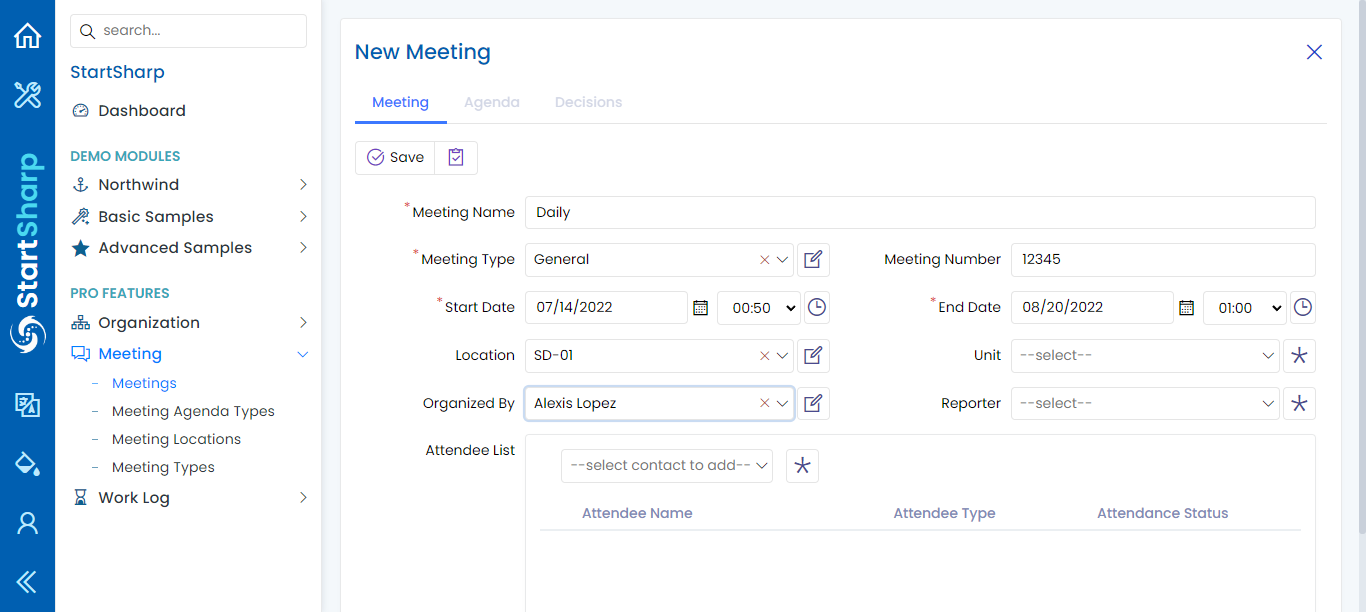 StartSharp
search...
StartSharp
Dashboard
DEMO MODULES
Northwind
Basic Samples
Advanced Samples
PRO FEATURES
Organization
Meeting
Meetings
Meeting Agenda Types
Meeting Locations
Meeting Types
Work Log
New Meeting
Meeting Agenda Decisions
Save
*Meeting Name Daily
*Meeting Type General Meeting Number 12345
*Start Date 07/14/2022 00:50 *End Date 08/20/2022 01:00
Location SD-01 Unit --select--
Organized By Alexis Lopez Reporter --select--
Attendee List --select contact to add--
Attendee Name Attendee Type Attendance Status